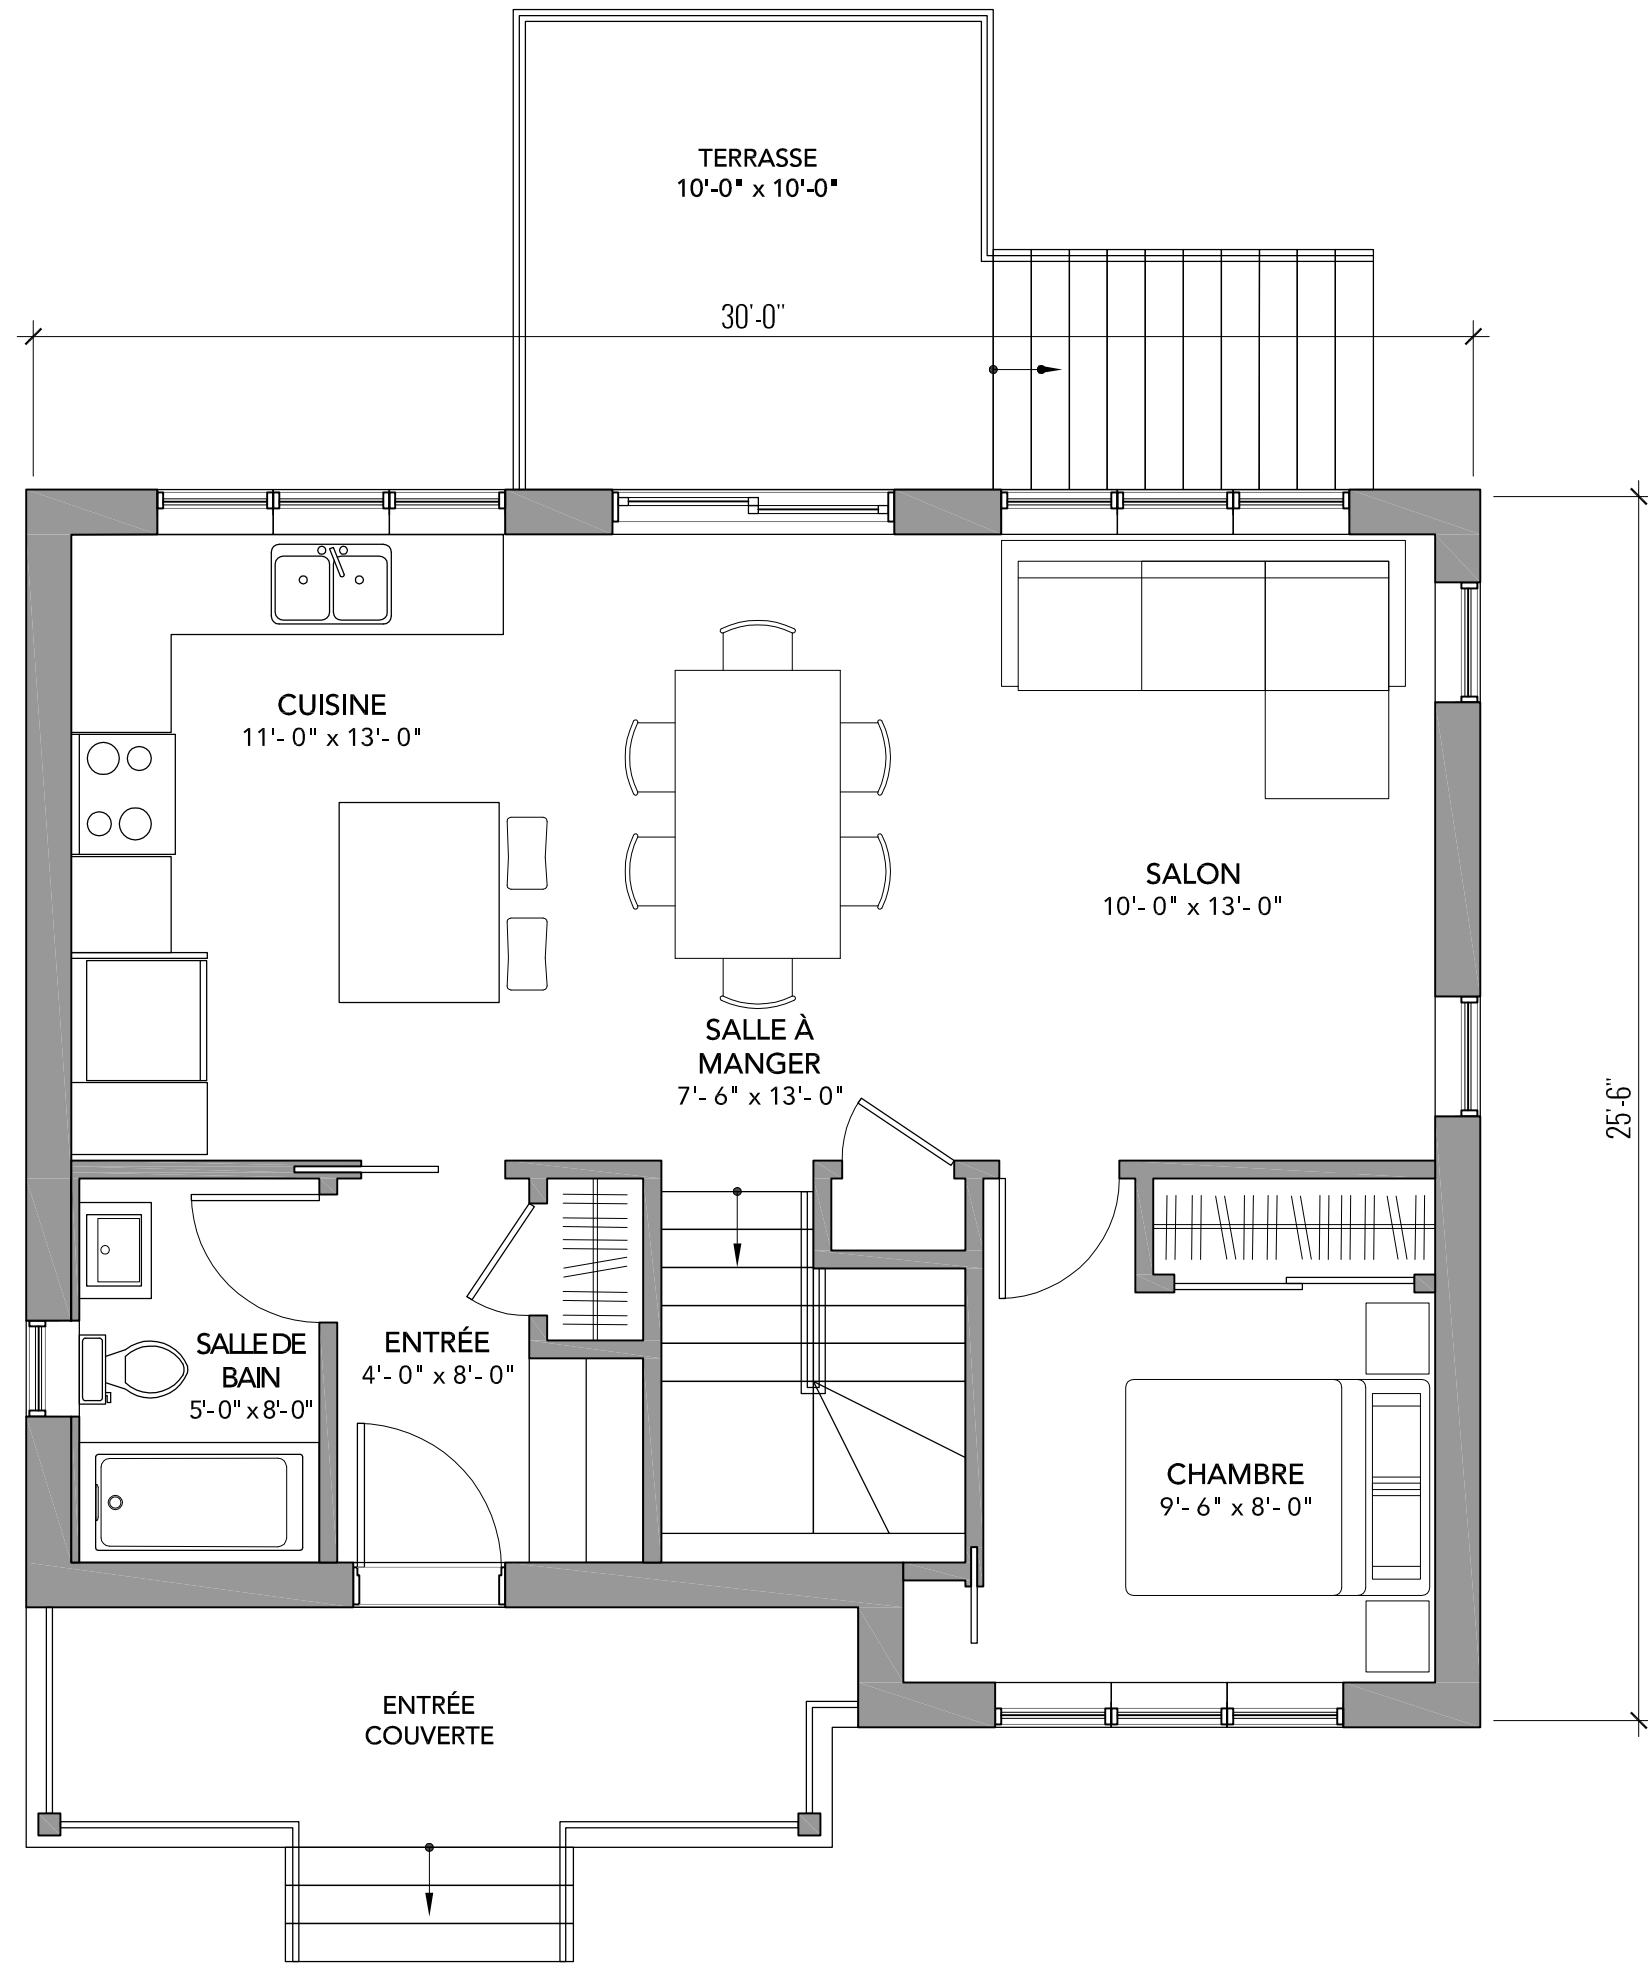 TERRASSE
10'-0" x 10'-0"
30'-0"
CUISINE
11'- 0" x 13'- 0"
SALON
10'- 0" x 13'- 0"
SALLE À
MANGER
7'- 6" x 13'- 0"
25'-6"
SALLE DE
BAIN
5'-0" x 8'-0"
ENTRÉE
4'- 0" x 8'- 0"
CHAMBRE
9'- 6" x 8'- 0"
ENTRÉE
COUVERTE